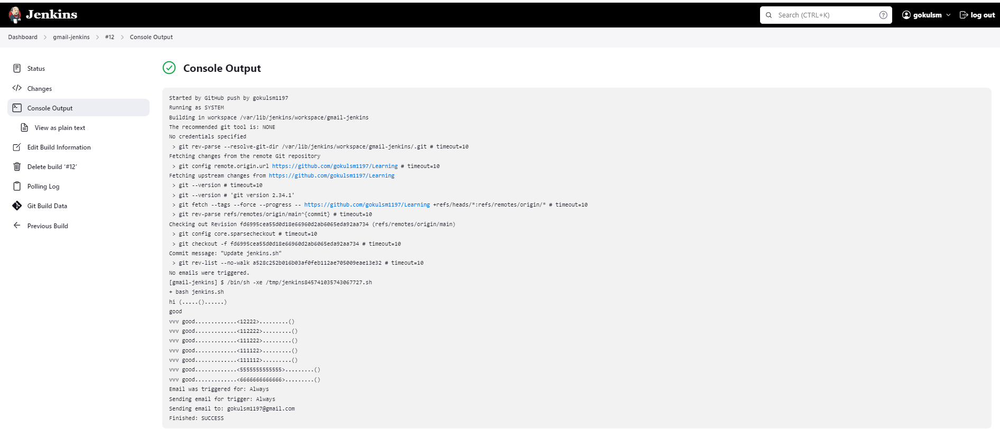 Jenkins
Search (CTRL+K)
gokulsm
log out
Dashboard > gmail-jenkins > #12 > Console Output
Status
Changes
Console Output
View as plain text
Edit Build Information
Delete build ‘#12’
Polling Log
Git Build Data
Previous Build
Console Output
Started by GitHub push by gokulsm1197
Running as SYSTEM
Building in workspace /var/lib/jenkins/workspace/gmail-jenkins
The recommended git tool is: NONE
No credentials specified
 > git rev-parse --resolve-git-dir /var/lib/jenkins/workspace/gmail-jenkins/.git # timeout=10
Fetching changes from the remote Git repository
 > git config remote.origin.url https://github.com/gokulsm1197/Learning # timeout=10
Fetching upstream changes from https://github.com/gokulsm1197/Learning
 > git --version # timeout=10
 > git --version # 'git version 2.34.1'
 > git fetch --tags --force --progress -- https://github.com/gokulsm1197/Learning +refs/heads/*:refs/remotes/origin/* # timeout=10
 > git rev-parse refs/remotes/origin/main^{commit} # timeout=10
Checking out Revision fd6995cea55d0d18e66960d2ab6065eda92aa734 (refs/remotes/origin/main)
 > git config core.sparsecheckout # timeout=10
 > git checkout -f fd6995cea55d0d18e66960d2ab6065eda92aa734 # timeout=10
Commit message: "Update jenkins.sh"
 > git rev-list --no-walk a528c252b016b03af0feb112ae705009eae13e32 # timeout=10
No emails were triggered.
[gmail-jenkins] $ /bin/sh -xe /tmp/jenkins845741035743067727.sh
+ bash jenkins.sh
hi (.....()......)
good
vvv good.............<12222>.........()
vvv good.............<112222>.........()
vvv good.............<111222>.........()
vvv good.............<111122>.........()
vvv good.............<111112>.........()
vvv good.............<5555555555555>.........()
vvv good.............<6666666666666>.........()
Email was triggered for: Always
Sending email for trigger: Always
Sending email to: gokulsm1197@gmail.com
Finished: SUCCESS